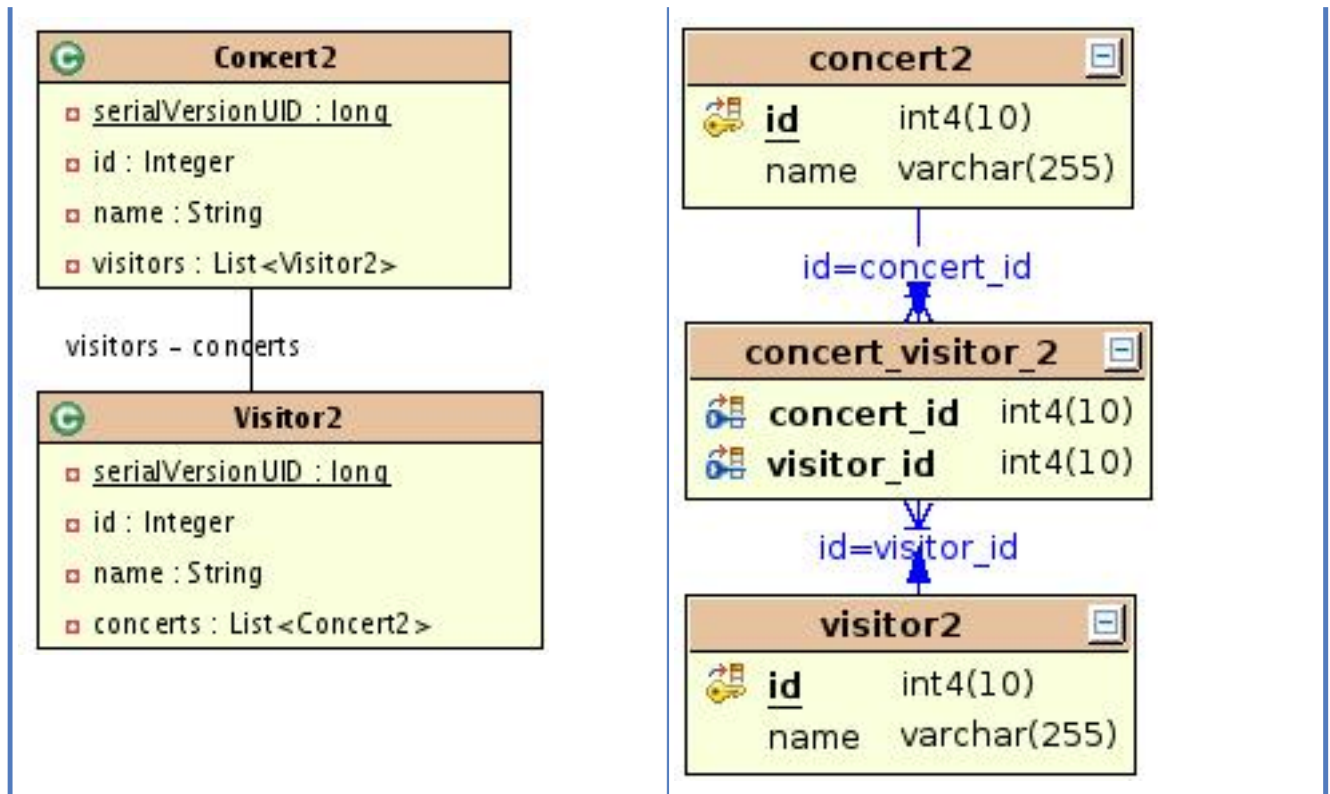 Concert2
serialVersionUID : long
id : Integer
name : String
visitors : List<Visitor2>
visitors – concerts
Visitor2
serialVersionUID : long
id : Integer
name : String
concerts : List<Concert2>
concert2
id int4(10)
name varchar(255)
id=concert_id
concert_visitor_2
concert_id int4(10)
visitor_id int4(10)
id=visitor_id
visitor2
id int4(10)
name varchar(255)